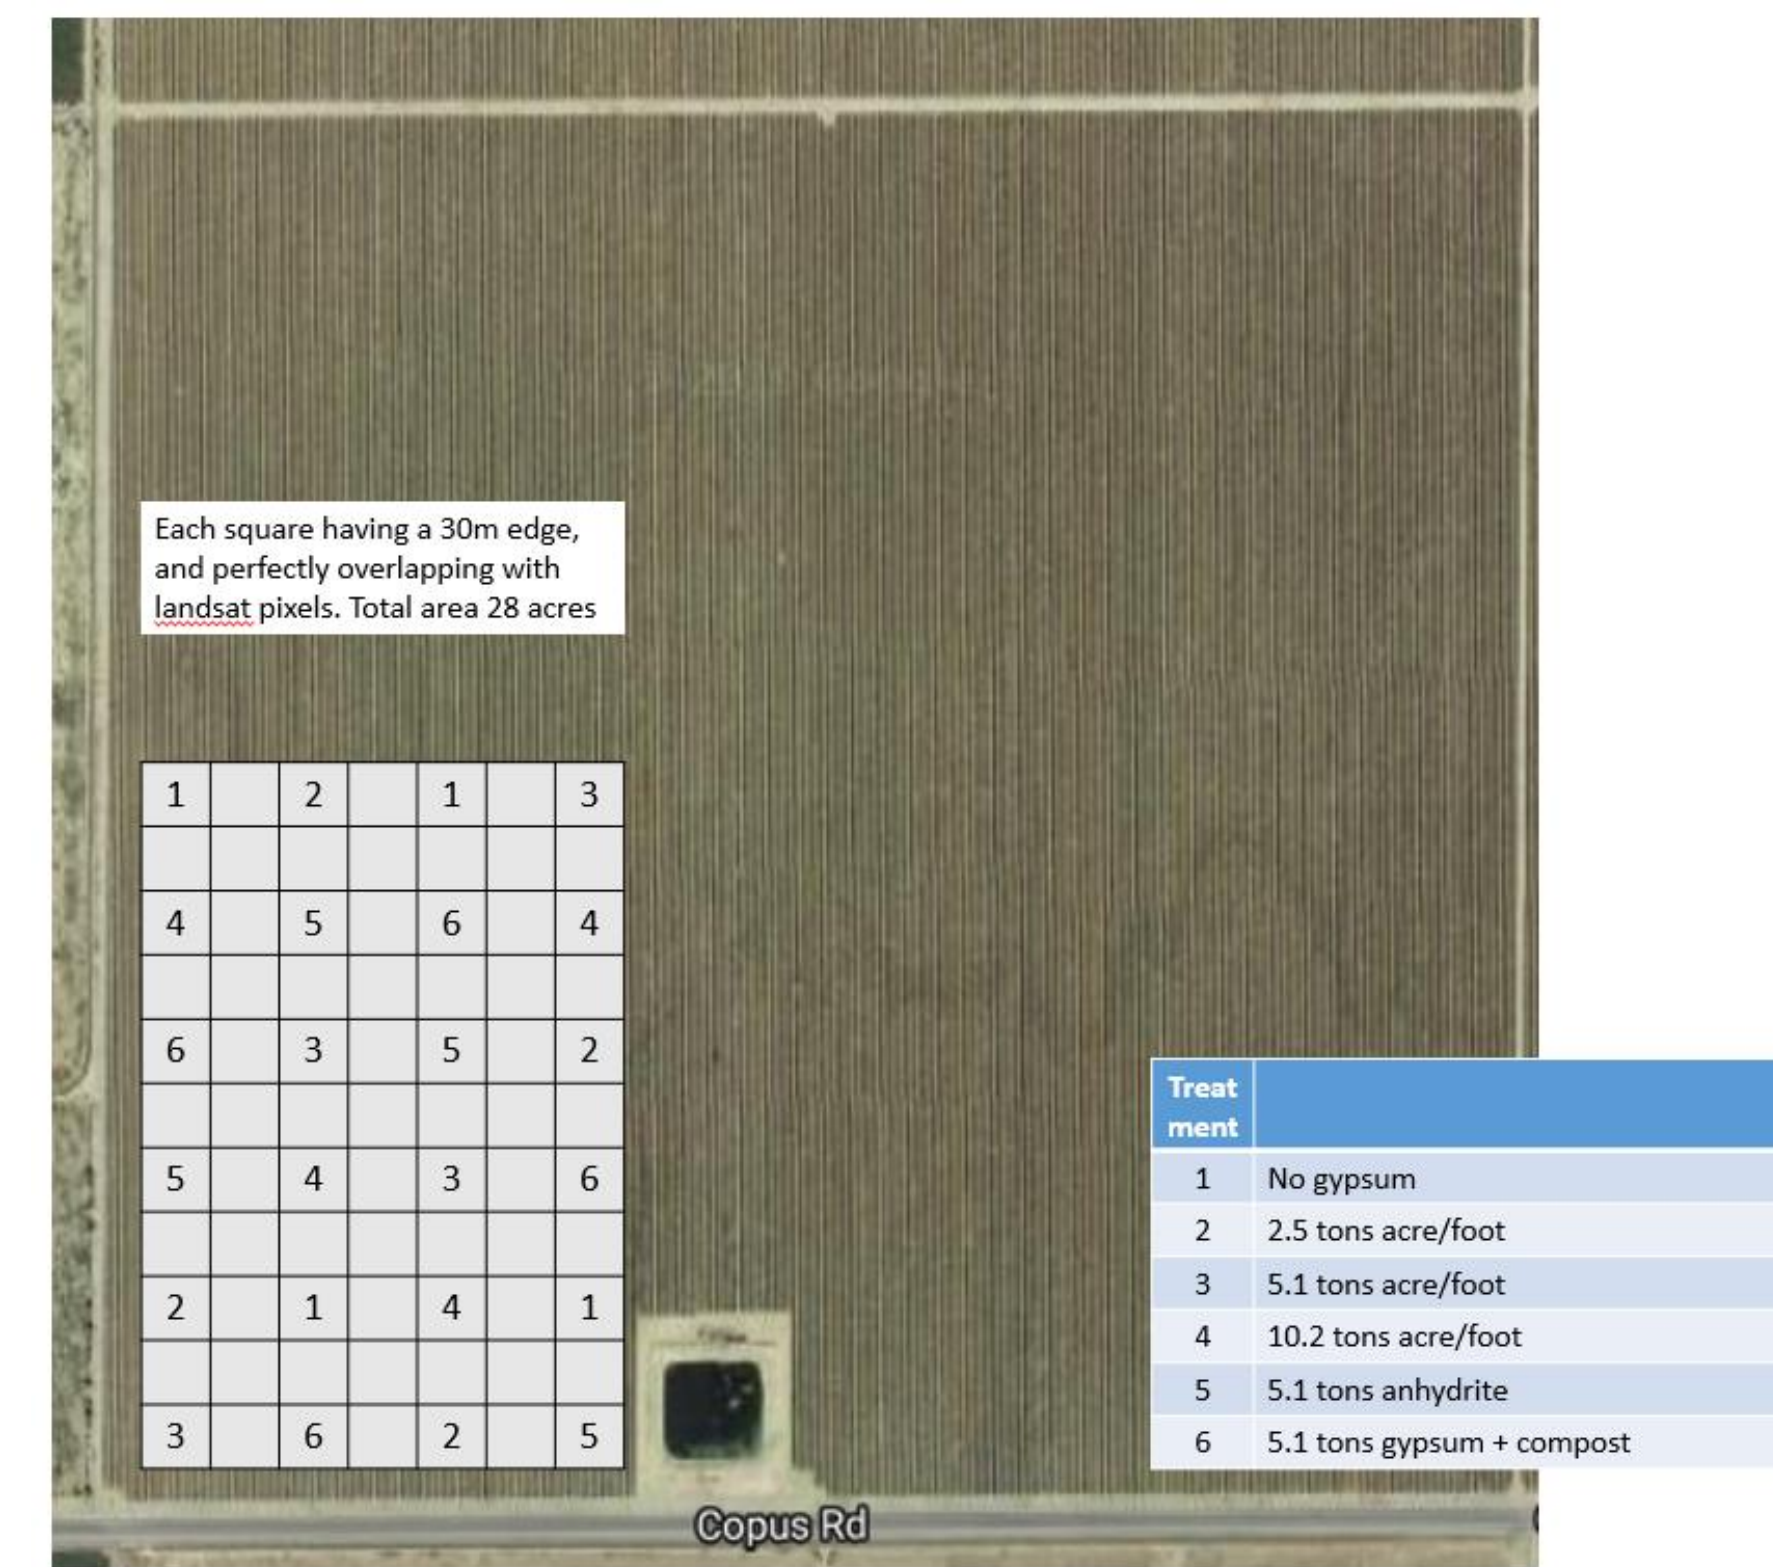 Each square having a 30m edge,
and perfectly overlapping with
landsat pixels. Total area 28 acres
1 2 1 3
4 5 6 4
6 3 5 2
5 4 3 6
2 1 4 1
3 6 2 5
Treat
ment
1 No gypsum
2 2.5 tons acre/foot
3 5.1 tons acre/foot
4 10.2 tons acre/foot
5 5.1 tons anhydrite
6 5.1 tons gypsum + compost
Copus Rd